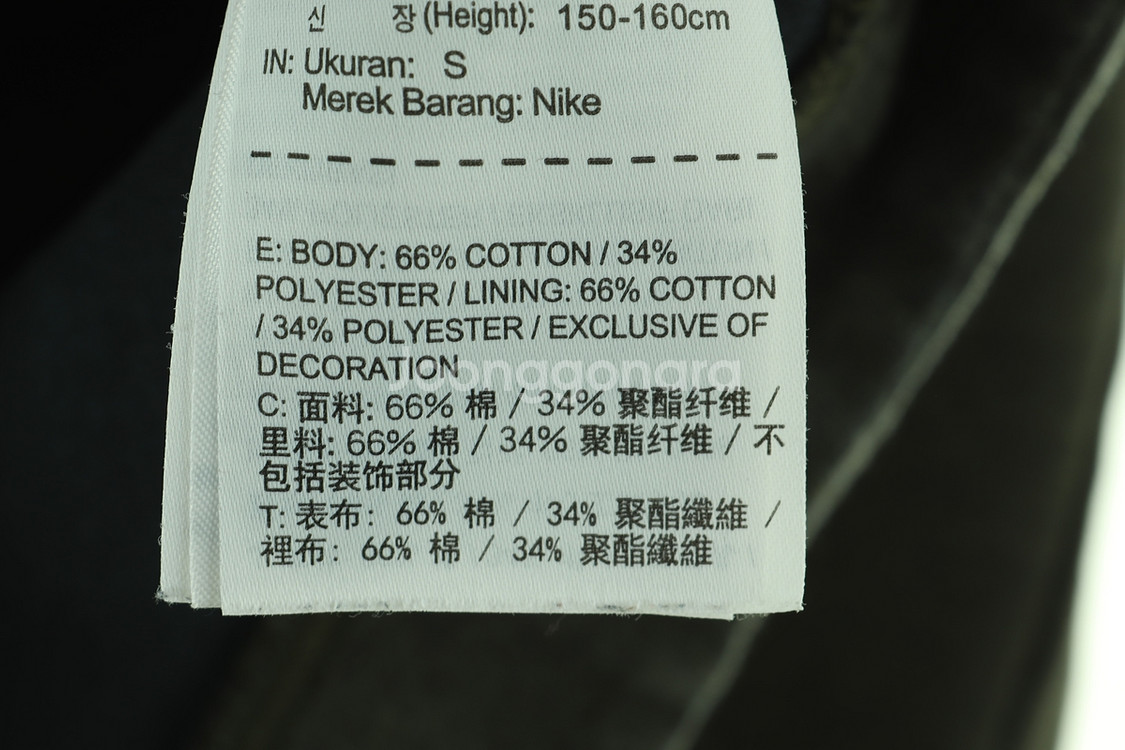 신 장 (Height): 150-160cm
IN: Ukuran: S
Merek Barang: Nike
E: BODY: 66% COTTON / 34%
POLYESTER / LINING: 66% COTTON
/ 34% POLYESTER / EXCLUSIVE OF
DECORATION
joonggonara
C: 面料: 66% 棉 / 34% 聚酯纤维 /
里料: 66% 棉 / 34% 聚酯纤维 / 不
包括装饰部分
T: 表布: 66% 棉 / 34% 聚酯纖維 /
裡布: 66% 棉 / 34% 聚酯纖維